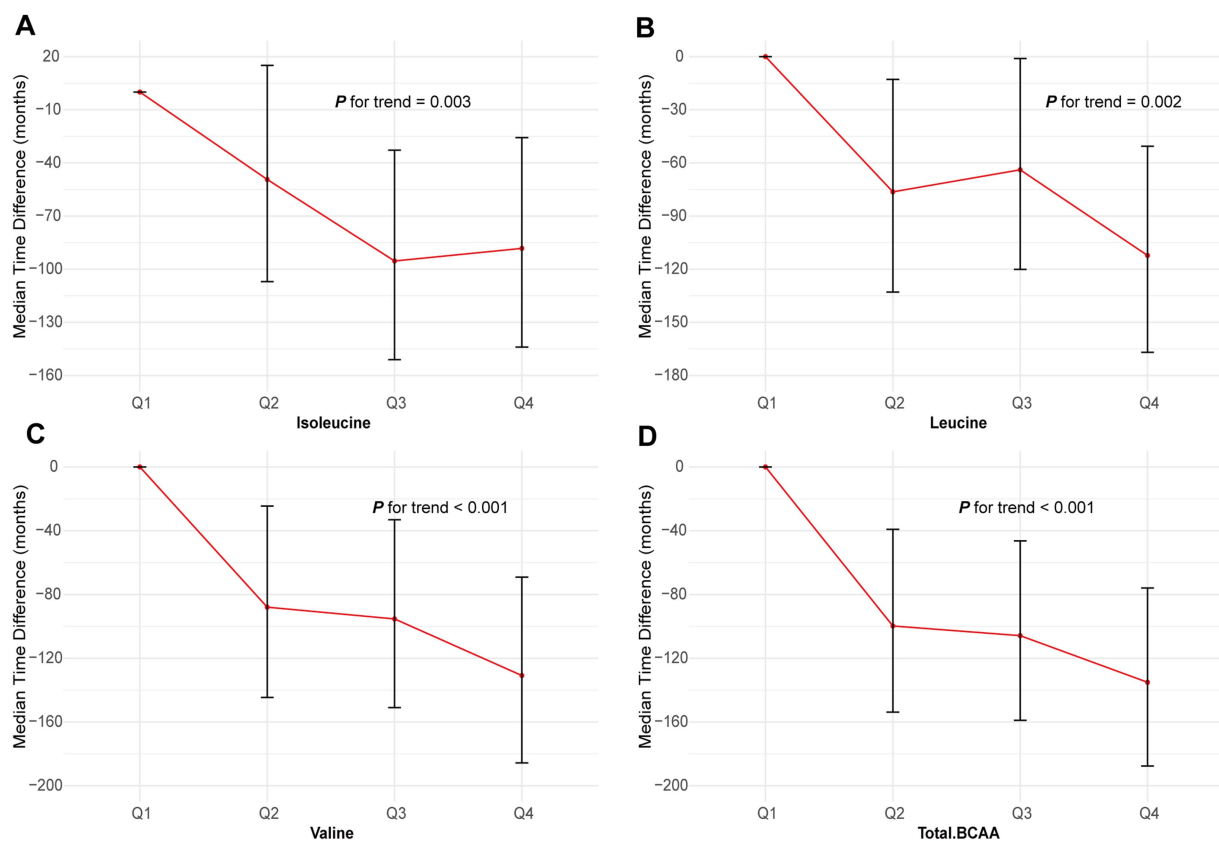 A
Median Time Difference (months)
20
−10
−40
−70
−100
−130
−160
P for trend = 0.003
Q1 Q2 Q3 Q4
Isoleucine
B
Median Time Difference (months)
0
−30
−60
−90
−120
−150
−180
P for trend = 0.002
Q1 Q2 Q3 Q4
Leucine
C
Median Time Difference (months)
0
−40
−80
−120
−160
−200
P for trend < 0.001
Q1 Q2 Q3 Q4
Valine
D
Median Time Difference (months)
0
−40
−80
−120
−160
−200
P for trend < 0.001
Q1 Q2 Q3 Q4
Total.BCAA